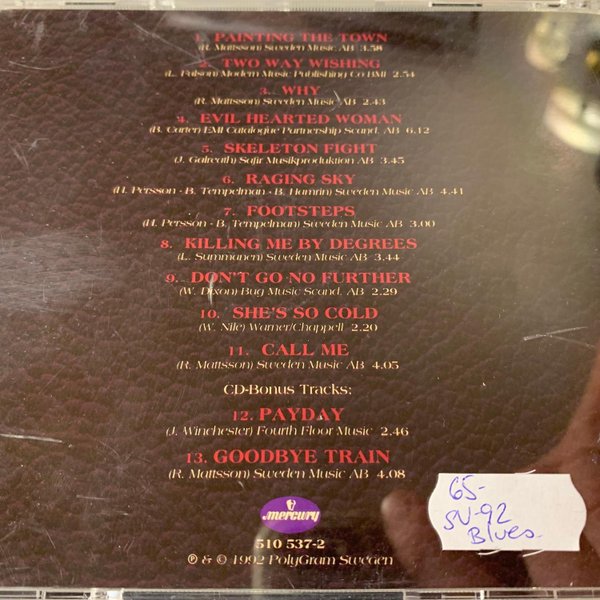 1. PAINTING THE TOWN
(R. Mattsson) Sweden Music AB 3.58
2. TWO WAY WISHING
(L. Fulson) Modern Music Publishing Co BMI 2.54
3. WHY
(R. Mattsson) Sweden Music AB 2.43
4. EVIL HEARTED WOMAN
(B. Carter) EMI Catalogue Partnership Scand. AB 6.12
5. SKELETON FIGHT
(J. Galreath) Safir Musikproduktion AB 3.45
6. RAGING SKY
(H. Persson - B. Tempelman - B. Hamrin) Sweden Music AB 4.41
7. FOOTSTEPS
(H. Persson - B. Tempelman) Sweden Music AB 3.00
8. KILLING ME BY DEGREES
(L. Summanen) Sweden Music AB 3.44
9. DON'T GO NO FURTHER
(W. Dixon) Bug Music Scand. AB 2.29
10. SHE'S SO COLD
(W. Nile) Warner/Chappell 2.20
11. CALL ME
(R. Mattsson) Sweden Music AB 4.05
CD-Bonus Tracks:
12. PAYDAY
(J. Winchester) Fourth Floor Music 2.46
13. GOODBYE TRAIN
(R. Mattsson) Sweden Music AB 4.08
mercury
510 537-2
℗ & © 1992 PolyGram Sweden
65-
SV-92
Blues